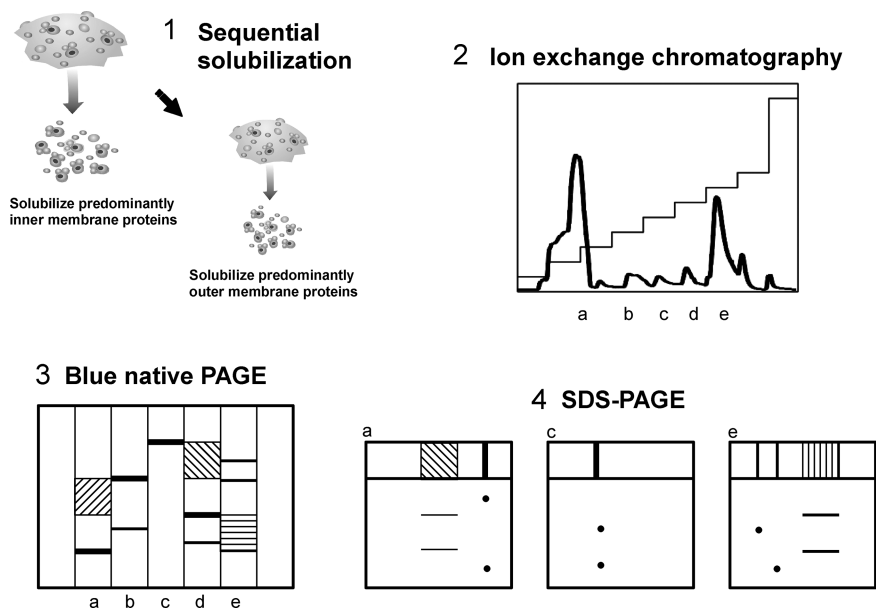 1 Sequential
solubilization
Solubilize predominantly
inner membrane proteins
Solubilize predominantly
outer membrane proteins
2 Ion exchange chromatography
a b c d e
3 Blue native PAGE
a b c d e
4 SDS-PAGE
a c e